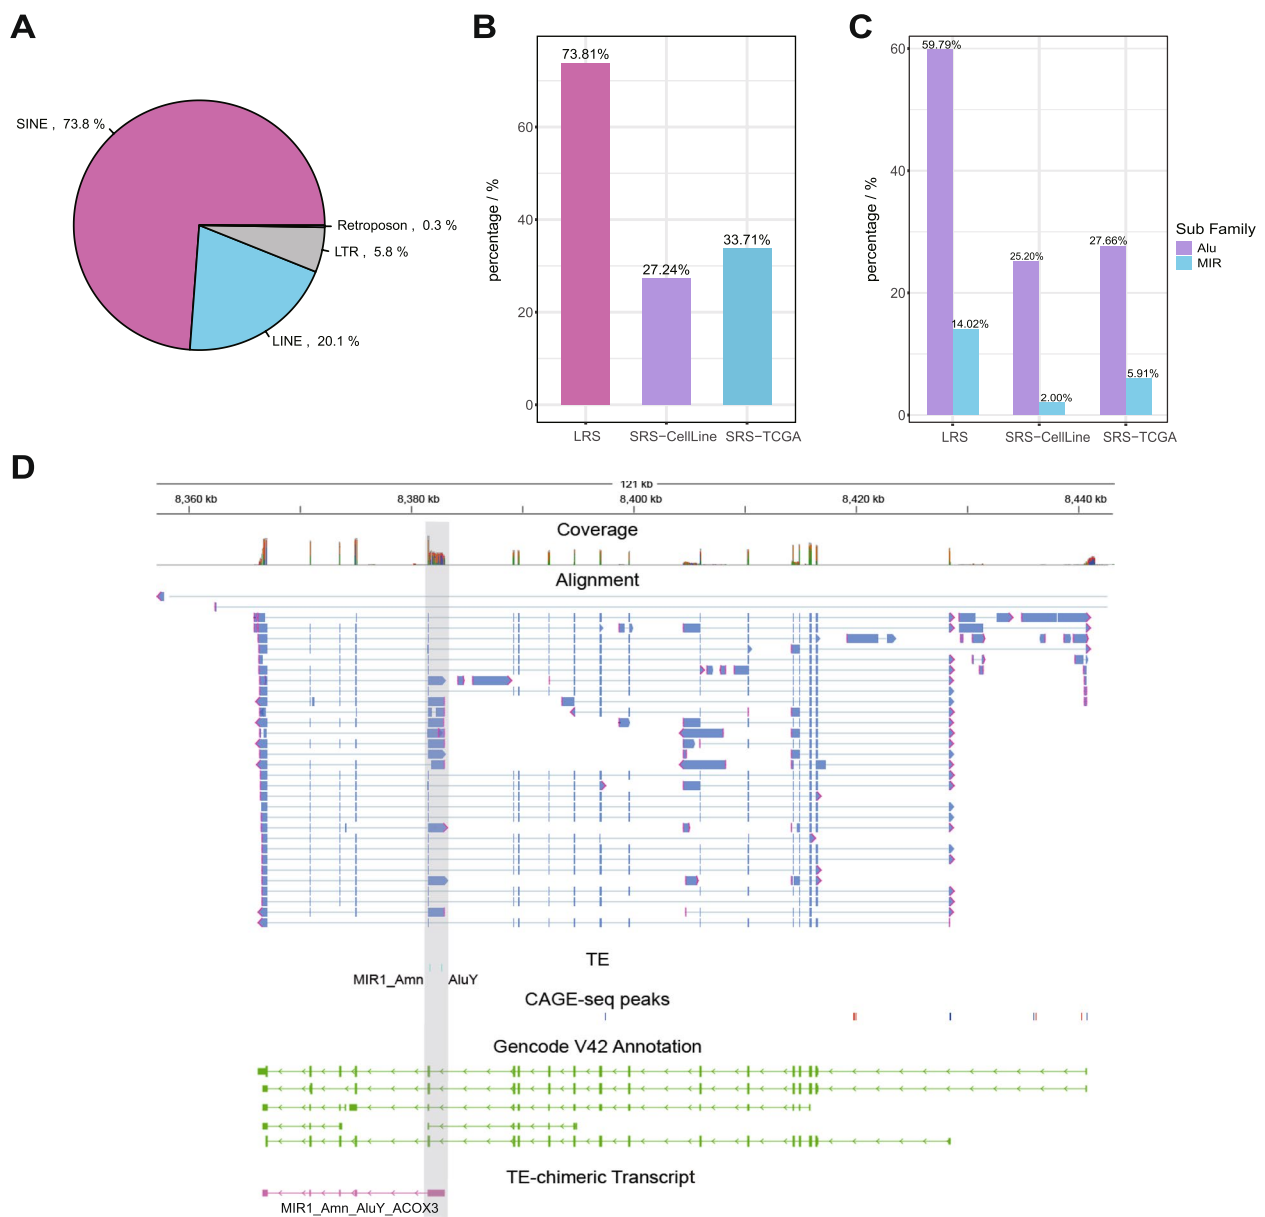 A
SINE , 73.8 %
Retroposon , 0.3 %
LTR , 5.8 %
LINE , 20.1 %
B
percentage / %
60
40
20
0
73.81%
27.24%
33.71%
LRS
SRS−CellLine
SRS−TCGA
C
percentage / %
60
40
20
0
59.79%
14.02%
25.20%
2.00%
27.66%
5.91%
LRS
SRS−CellLine
SRS−TCGA
Sub Family
Alu
MIR
D
121 kb
8,360 kb 8,380 kb 8,400 kb 8,420 kb 8,440 kb
Coverage
Alignment
TE
MIR1_Amn AluY
CAGE-seq peaks
Gencode V42 Annotation
TE-chimeric Transcript
MIR1_Amn_AluY_ACOX3